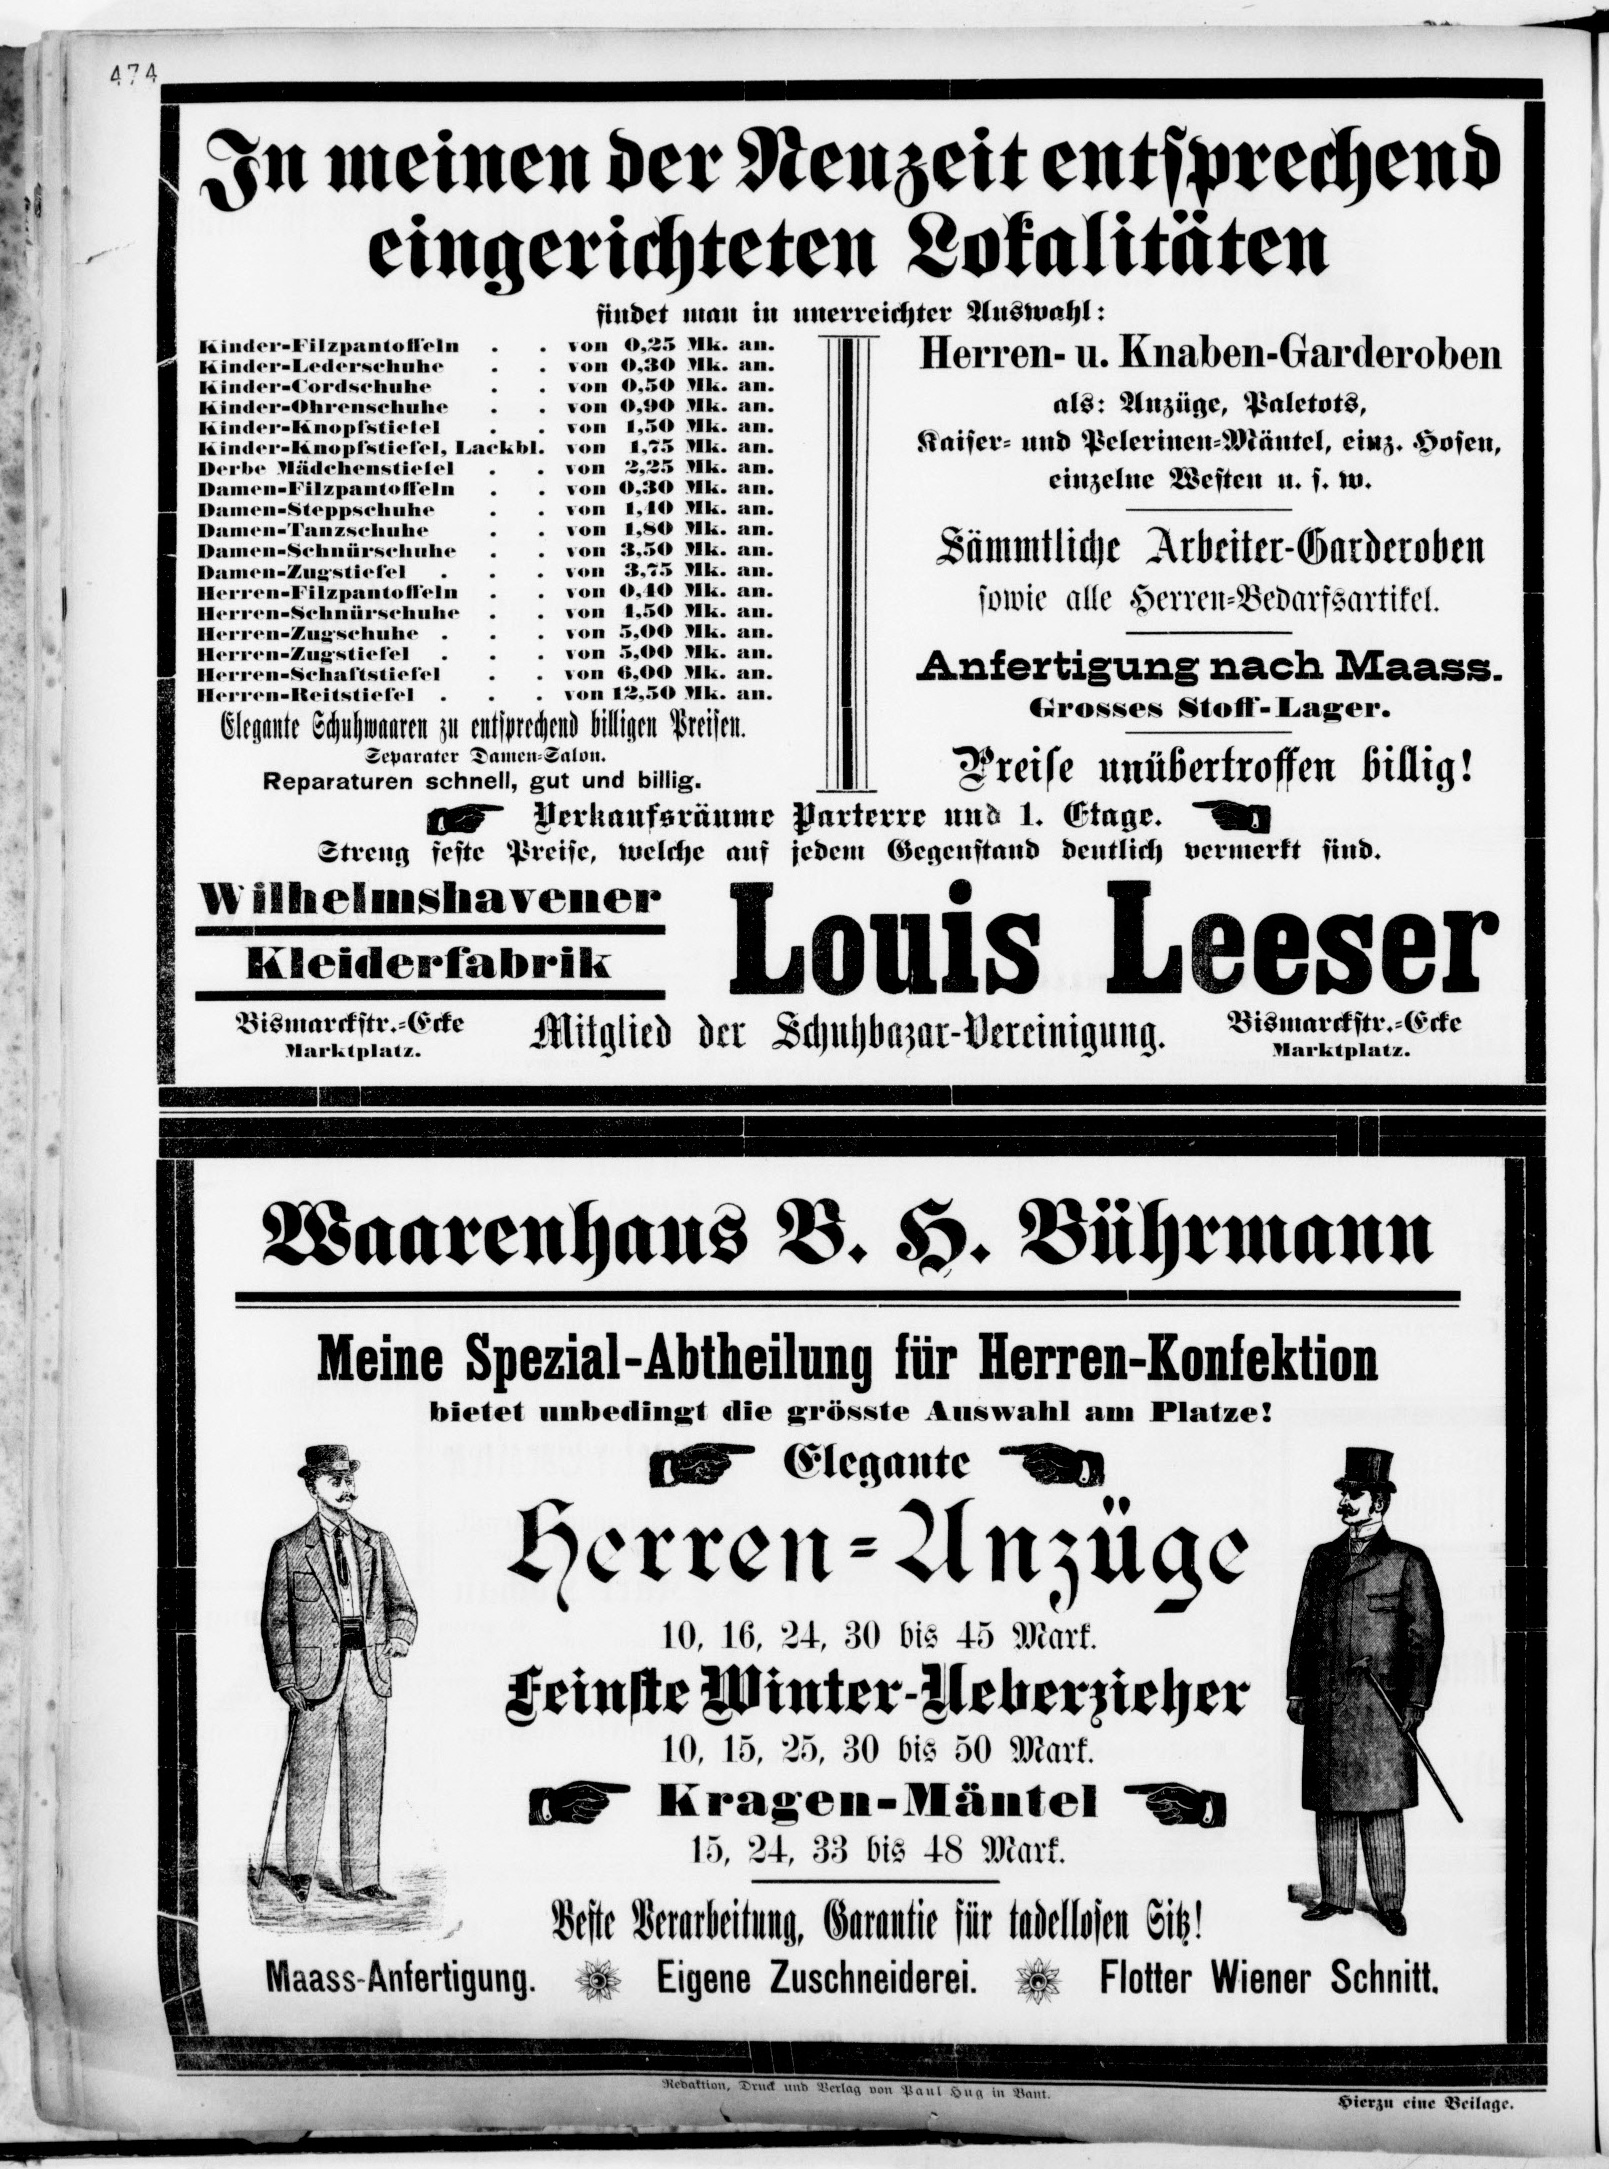 474
In meinen der Neuzeit entsprechend
eingerichteten Lokalitäten
findet man in unerreichter Auswahl:
Kinder-Filzpantoffeln . . von 0,25 Mk. an.
Kinder-Lederschuhe . . von 0,30 Mk. an.
Kinder-Cordschuhe . . von 0,50 Mk. an.
Kinder-Ohrenschuhe . . von 0,90 Mk. an.
Kinder-Knopfstiefel . . von 1,50 Mk. an.
Kinder-Knopfstiefel, Lackbl. von 1,75 Mk. an.
Derbe Mädchenstiefel . . von 2,25 Mk. an.
Damen-Filzpantoffeln . . von 0,30 Mk. an.
Damen-Steppschuhe . . von 1,40 Mk. an.
Damen-Tanzschuhe . . von 1,80 Mk. an.
Damen-Schnürschuhe . . von 3,50 Mk. an.
Damen-Zugstiefel . . . von 3,75 Mk. an.
Herren-Filzpantoffeln . . von 0,40 Mk. an.
Herren-Schnürschuhe . . von 4,50 Mk. an.
Herren-Zugschuhe . . . von 5,00 Mk. an.
Herren-Zugstiefel . . . von 5,00 Mk. an.
Herren-Schaftstiefel . . von 6,00 Mk. an.
Herren-Reitstiefel . . . von 12,50 Mk. an.
Elegante Schuhwaaren zu entsprechend billigen Preisen.
Separater Damen-Salon.
Reparaturen schnell, gut und billig.
Herren- u. Knaben-Garderoben
als: Anzüge, Paletots,
Kaiser- und Pelerinen-Mäntel, einz. Hosen,
einzelne Westen u. s. w.
Sämmtliche Arbeiter-Garderoben
sowie alle Herren-Bedarfsartikel.
Anfertigung nach Maass.
Grosses Stoff-Lager.
Preise unübertroffen billig!
Verkaufsräume Parterre und 1. Etage.
Streng feste Preise, welche auf jedem Gegenstand deutlich vermerkt sind.
Wilhelmshavener
Kleiderfabrik
Louis Leeser
Bismarckstr.-Ecke
Marktplatz.
Mitglied der Schuhbazar-Vereinigung.
Bismarckstr.-Ecke
Marktplatz.
Waarenhaus B. H. Bührmann
Meine Spezial-Abtheilung für Herren-Konfektion
bietet unbedingt die grösste Auswahl am Platze!
Elegante
Herren-Anzüge
10, 16, 24, 30 bis 45 Mark.
Feinste Winter-Ueberzieher
10, 15, 25, 30 bis 50 Mark.
Kragen-Mäntel
15, 24, 33 bis 48 Mark.
Beste Verarbeitung, Garantie für tadellosen Sitz!
Maass-Anfertigung. Eigene Zuschneiderei. Flotter Wiener Schnitt.
Redaktion, Druck und Verlag von Paul Hug in Bant.
Hierzu eine Beilage.